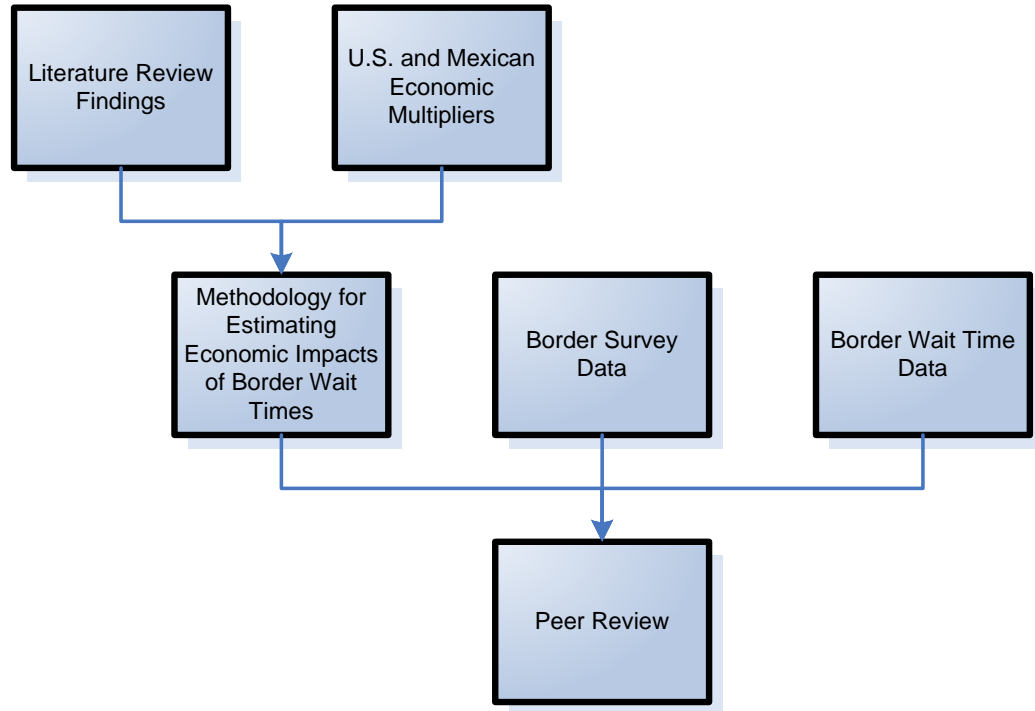 Literature Review
Findings
U.S. and Mexican
Economic
Multipliers
Methodology for
Estimating
Economic Impacts
of Border Wait
Times
Border Survey
Data
Border Wait Time
Data
Peer Review